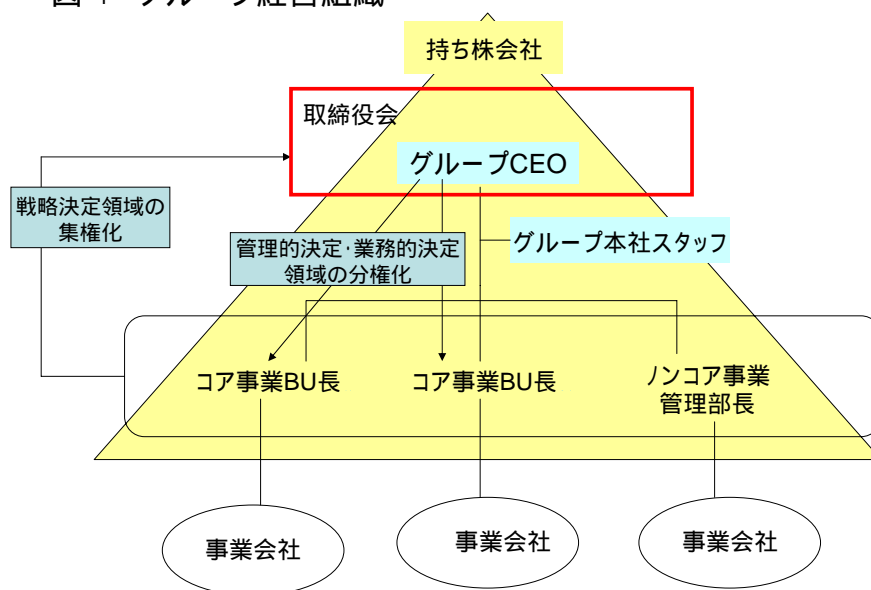 持ち株会社
取締役会
グループCEO
戦略決定領域の
集権化
管理的決定・業務的決定
領域の分権化
グループ本社スタッフ
コア事業BU長
コア事業BU長
ノンコア事業
管理部長
事業会社
事業会社
事業会社